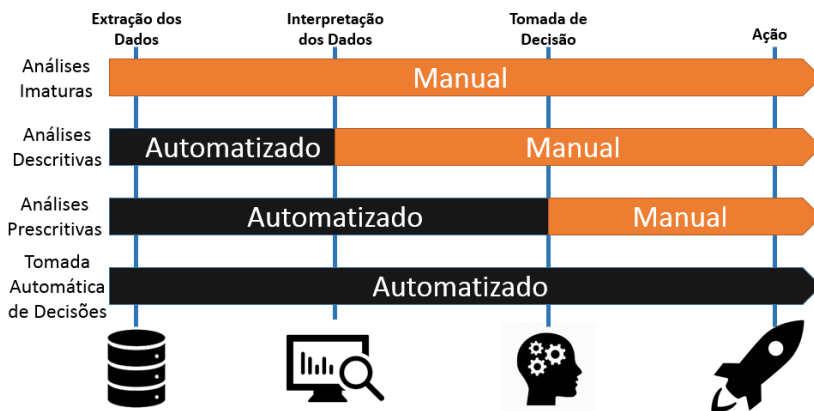 Extração dos
Dados
Interpretação
dos Dados
Tomada de
Decisão
Ação
Análises
Imaturas
Manual
Análises
Descritivas
Automatizado
Manual
Análises
Prescritivas
Automatizado
Manual
Tomada
Automática
de Decisões
Automatizado